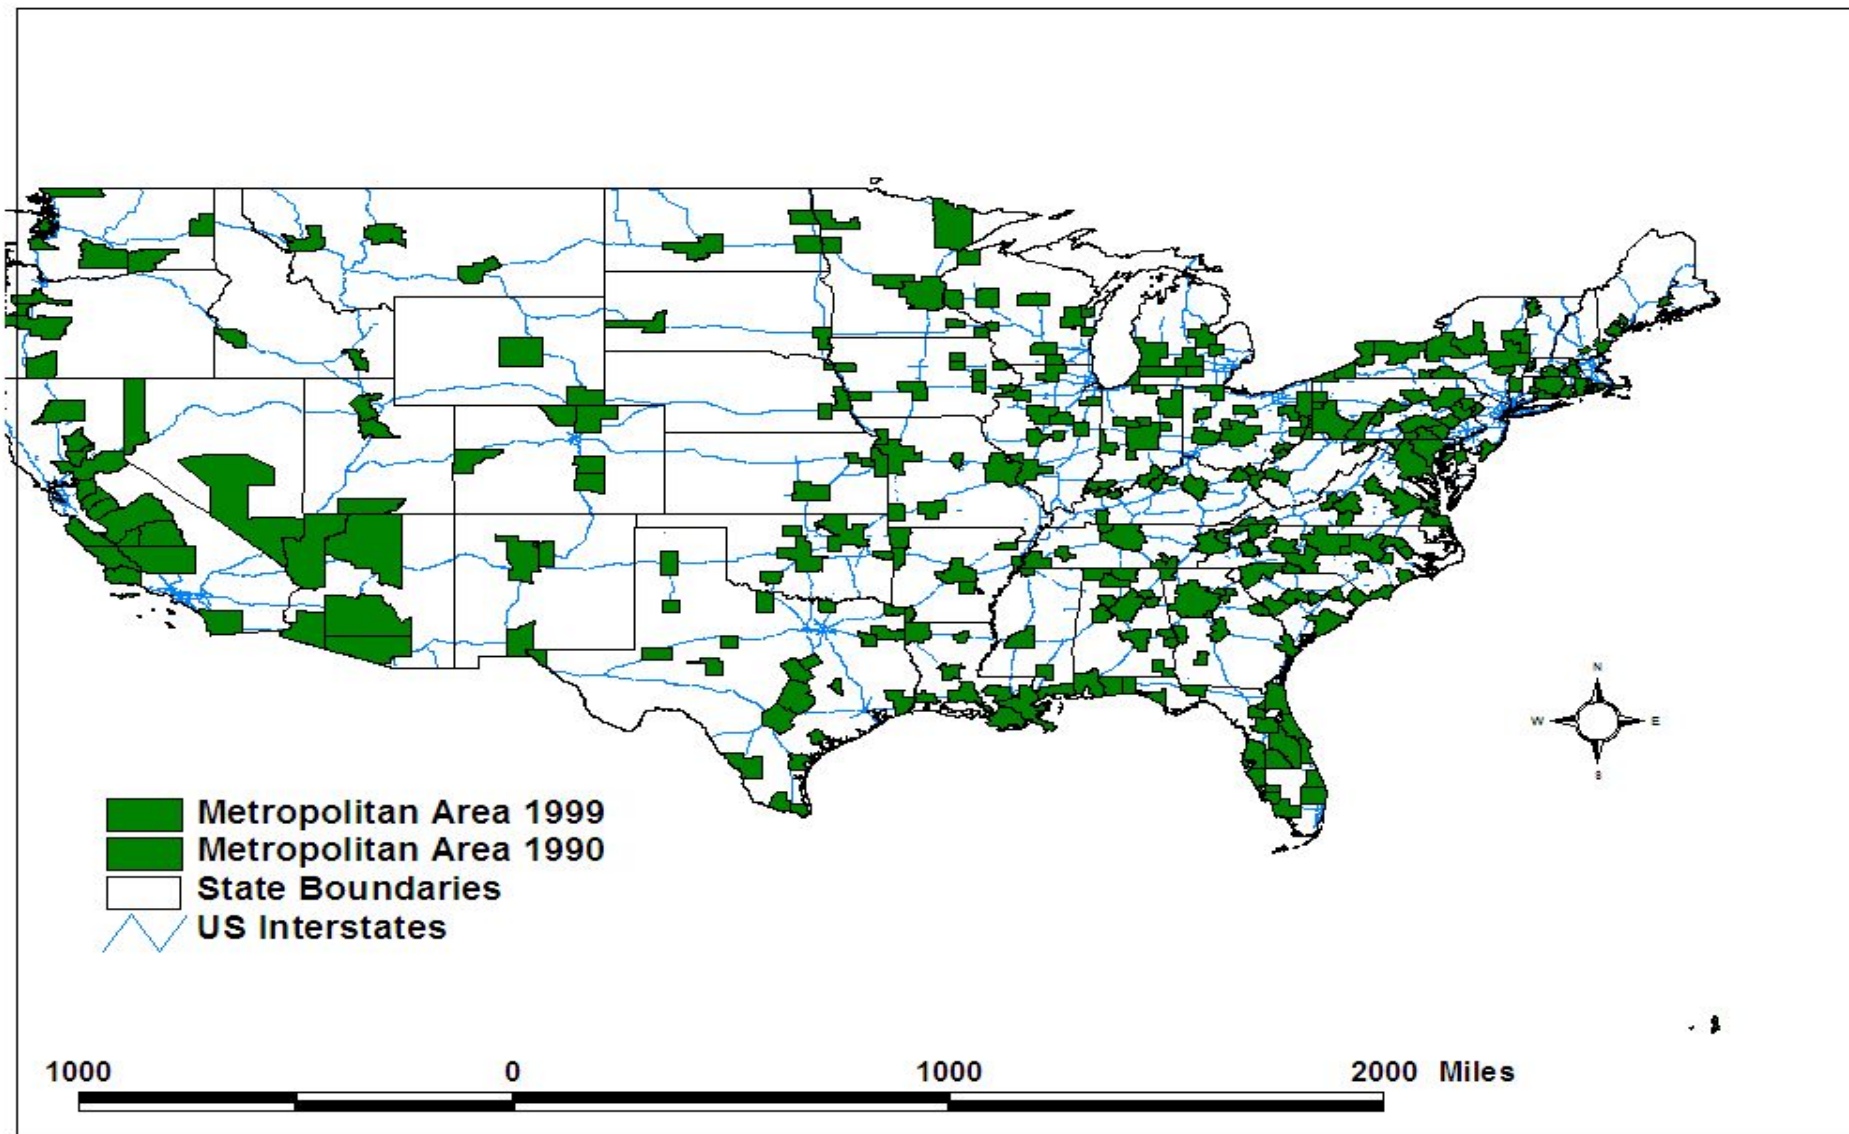 N
W E
S
Metropolitan Area 1999
Metropolitan Area 1990
State Boundaries
US Interstates
1000 0 1000 2000 Miles